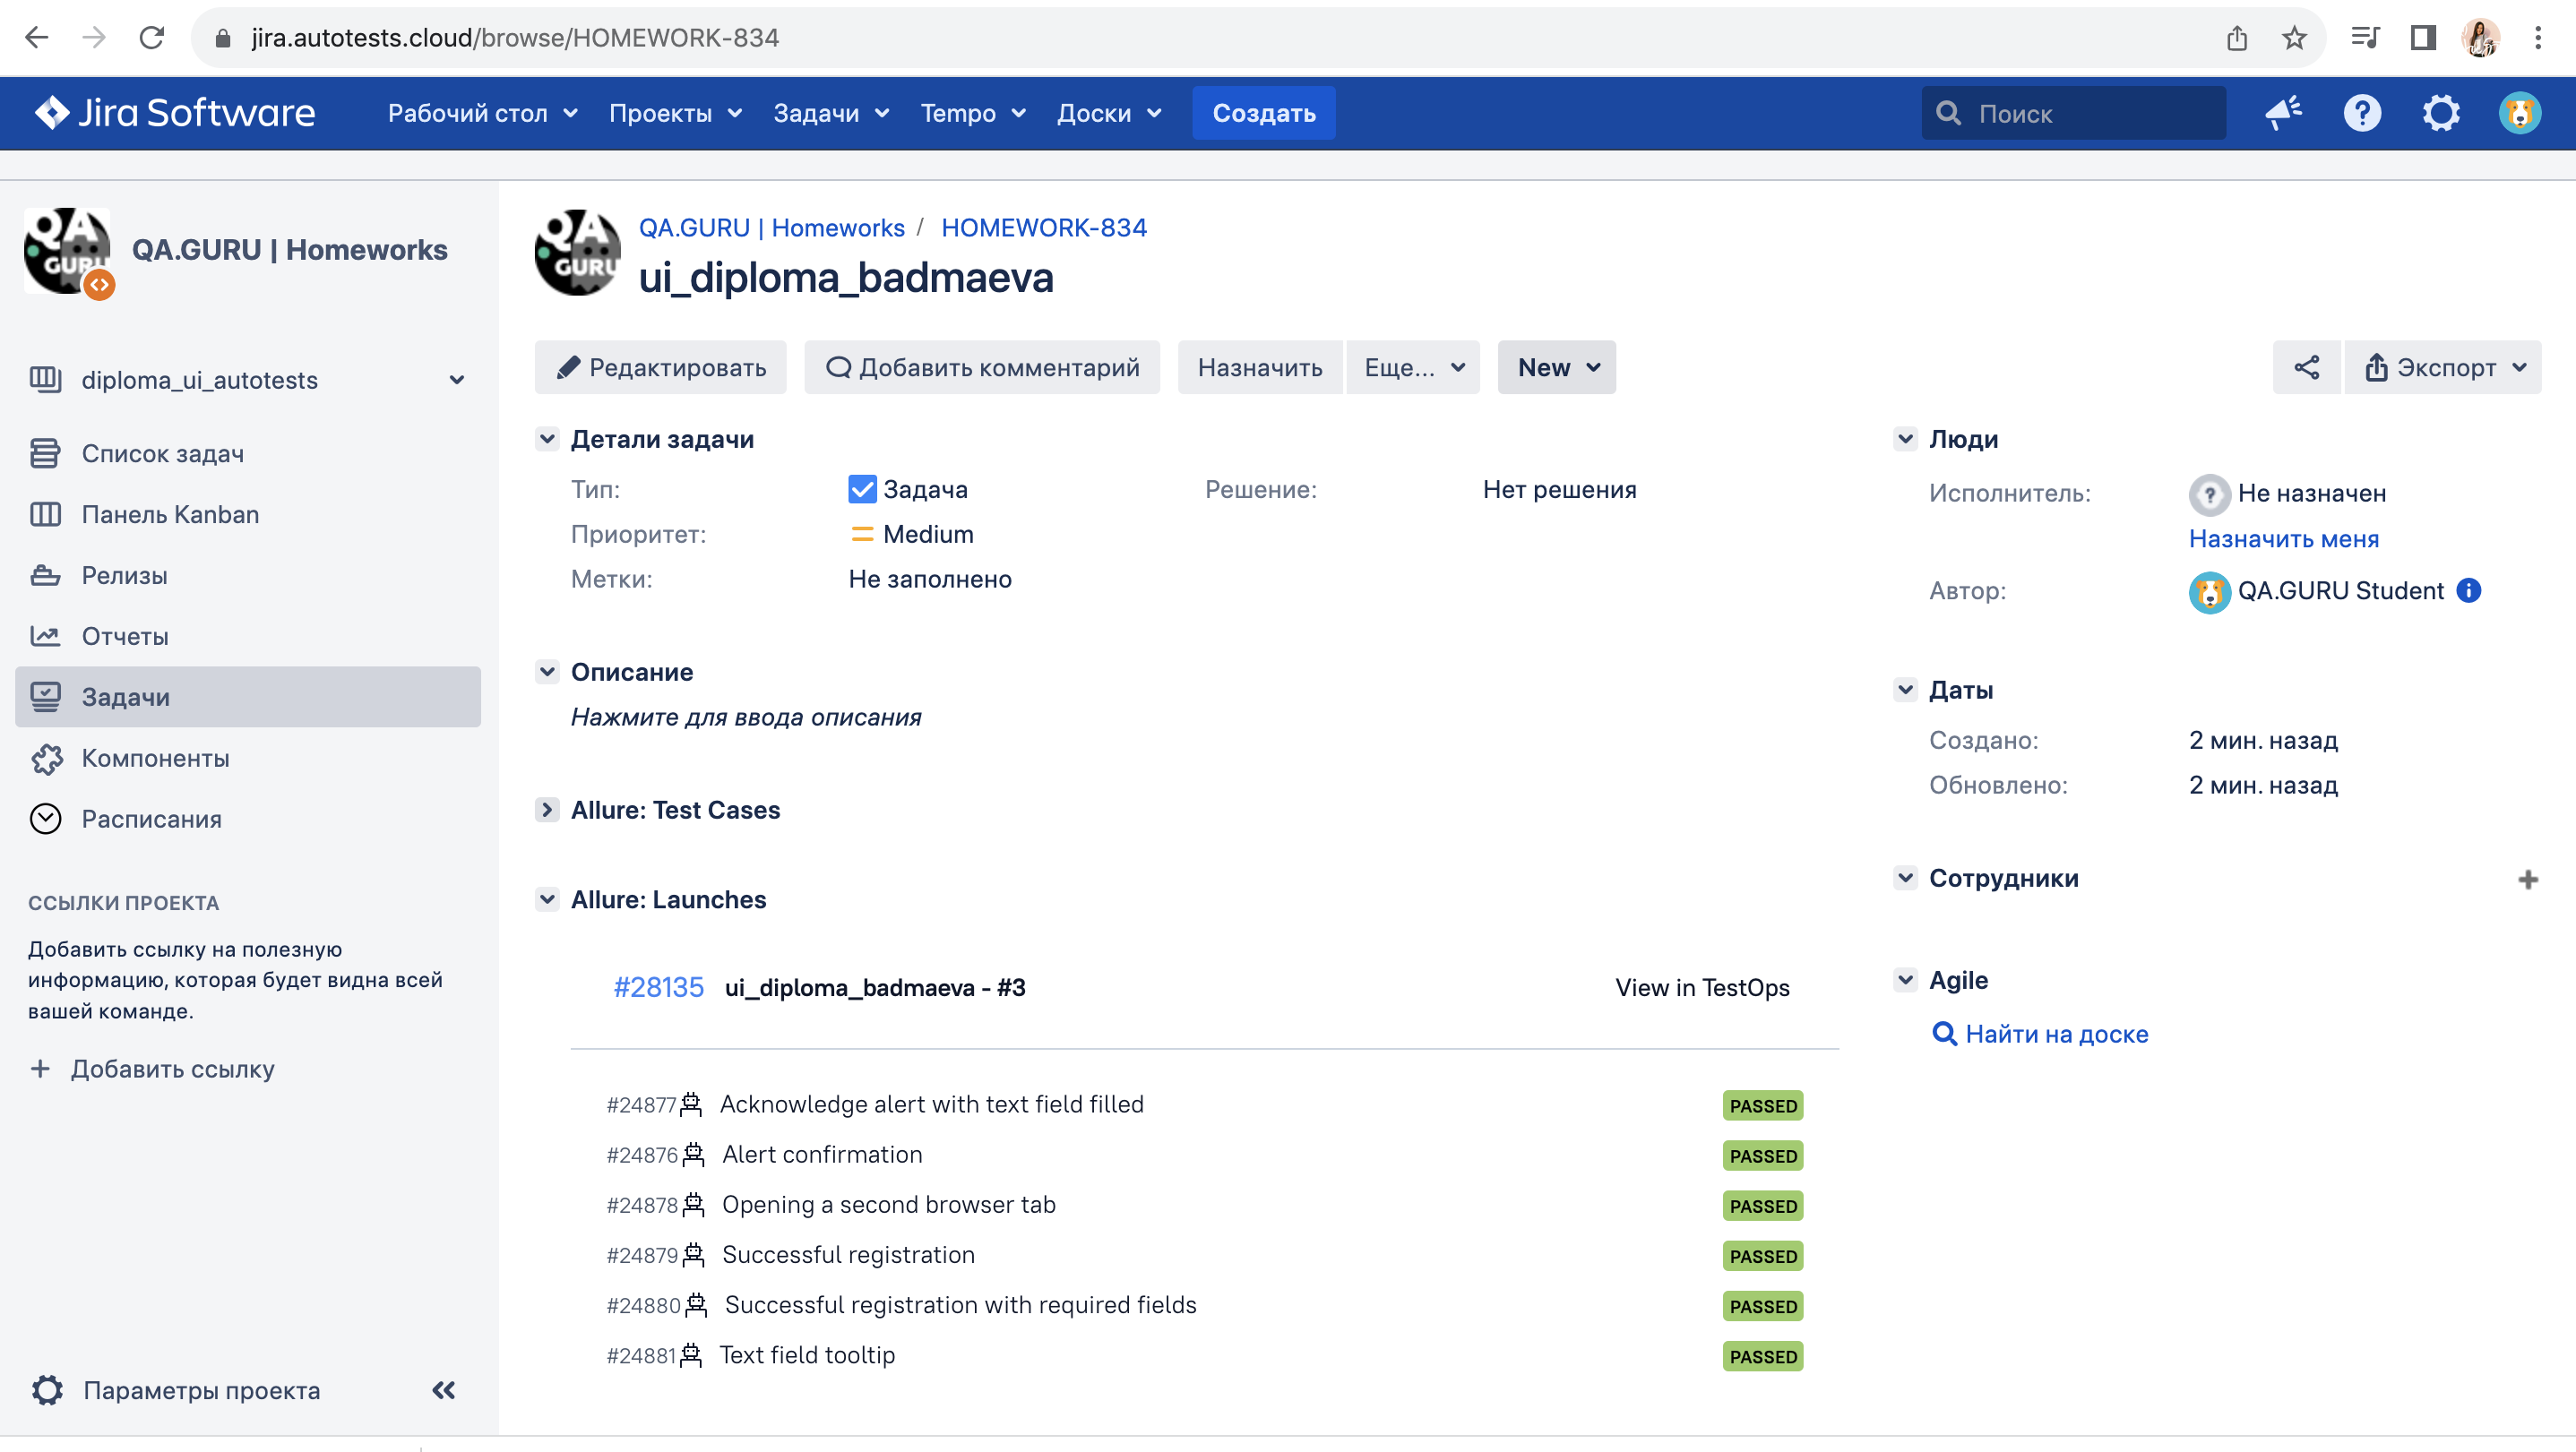 jira.autotests.cloud/browse/HOMEWORK-834
Jira Software
Рабочий стол
Проекты
Задачи
Tempo
Доски
Создать
Поиск
QA GURU
QA.GURU | Homeworks
diploma_ui_autotests
Список задач
Панель Kanban
Релизы
Отчеты
Задачи
Компоненты
Расписания
ССЫЛКИ ПРОЕКТА
Добавить ссылку на полезную
информацию, которая будет видна всей
вашей команде.
+ Добавить ссылку
Параметры проекта
QA GURU
QA.GURU | Homeworks / HOMEWORK-834
ui_diploma_badmaeva
Редактировать
Добавить комментарий
Назначить
Еще...
New
Экспорт
Детали задачи
Тип: Задача
Решение: Нет решения
Приоритет: Medium
Метки: Не заполнено
Описание
Нажмите для ввода описания
Allure: Test Cases
Allure: Launches
#28135 ui_diploma_badmaeva - #3 View in TestOps
#24877 Acknowledge alert with text field filled PASSED
#24876 Alert confirmation PASSED
#24878 Opening a second browser tab PASSED
#24879 Successful registration PASSED
#24880 Successful registration with required fields PASSED
#24881 Text field tooltip PASSED
Люди
Исполнитель: Не назначен
Назначить меня
Автор: QA.GURU Student
Даты
Создано: 2 мин. назад
Обновлено: 2 мин. назад
Сотрудники
Agile
Найти на доске